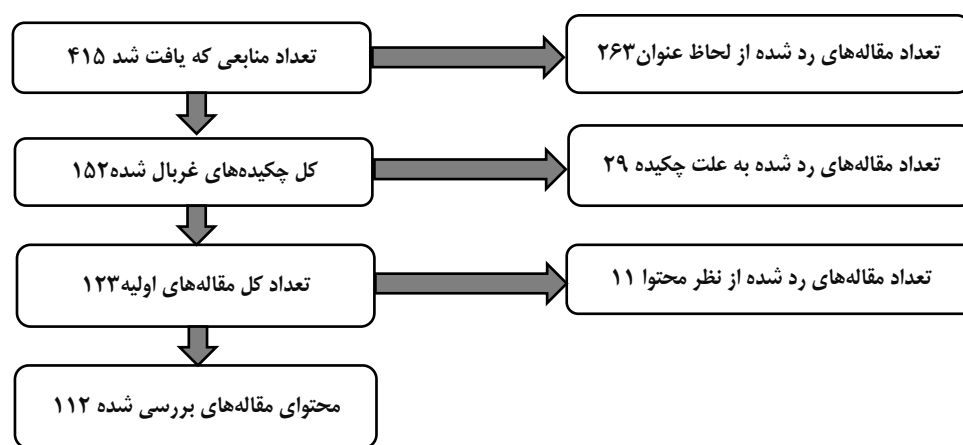 تعداد منابعی که یافت شد ۴۱۵
تعداد مقاله‌های رد شده از لحاظ عنوان۲۶۳
کل چکیده‌های غربال شده۱۵۲
تعداد مقاله‌های رد شده به علت چکیده ۲۹
تعداد کل مقاله‌های اولیه۱۲۳
تعداد مقاله‌های رد شده از نظر محتوا ۱۱
محتوای مقاله‌های بررسی شده ۱۱۲